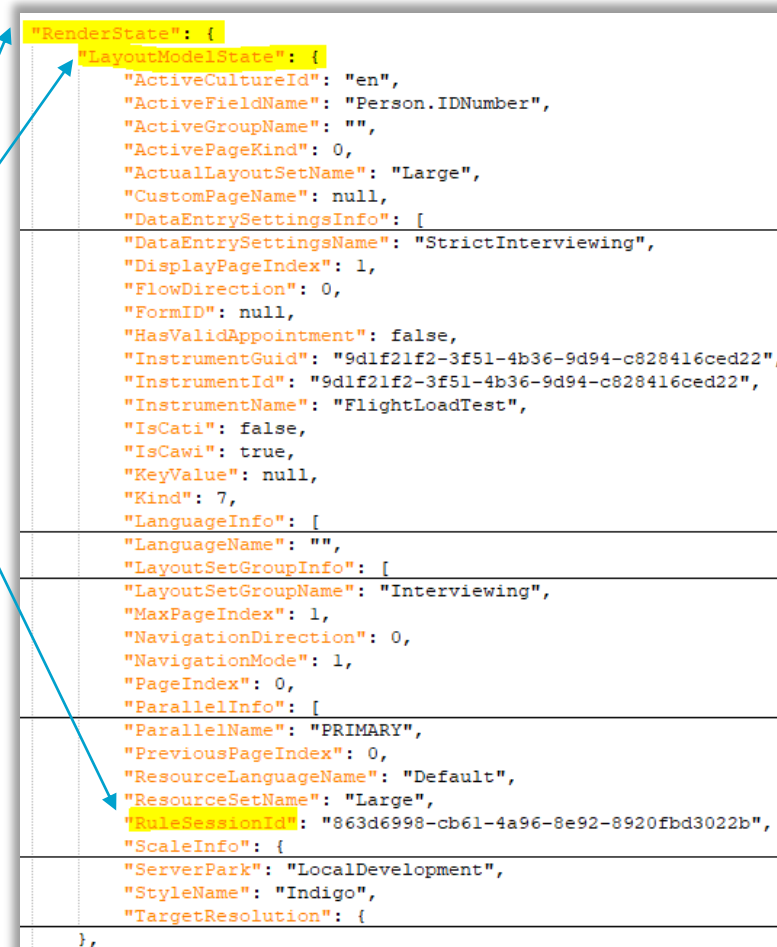 "RenderState": {
"LayoutModelState": {
"ActiveCultureId": "en",
"ActiveFieldName": "Person.IDNumber",
"ActiveGroupName": "",
"ActivePageKind": 0,
"ActualLayoutSetName": "Large",
"CustomPageName": null,
"DataEntrySettingsInfo": [
"DataEntrySettingsName": "StrictInterviewing",
"DisplayPageIndex": 1,
"FlowDirection": 0,
"FormID": null,
"HasValidAppointment": false,
"InstrumentGuid": "9d1f21f2-3f51-4b36-9d94-c828416ced22",
"InstrumentId": "9d1f21f2-3f51-4b36-9d94-c828416ced22",
"InstrumentName": "FlightLoadTest",
"IsCati": false,
"IsCawi": true,
"KeyValue": null,
"Kind": 7,
"LanguageInfo": [
"LanguageName": "",
"LayoutSetGroupInfo": [
"LayoutSetGroupName": "Interviewing",
"MaxPageIndex": 1,
"NavigationDirection": 0,
"NavigationMode": 1,
"PageIndex": 0,
"ParallelInfo": [
"ParallelName": "PRIMARY",
"PreviousPageIndex": 0,
"ResourceLanguageName": "Default",
"ResourceSetName": "Large",
"RuleSessionId": "863d6998-cb61-4a96-8e92-8920fbd3022b",
"ScaleInfo": {
"ServerPark": "LocalDevelopment",
"StyleName": "Indigo",
"TargetResolution": {
},